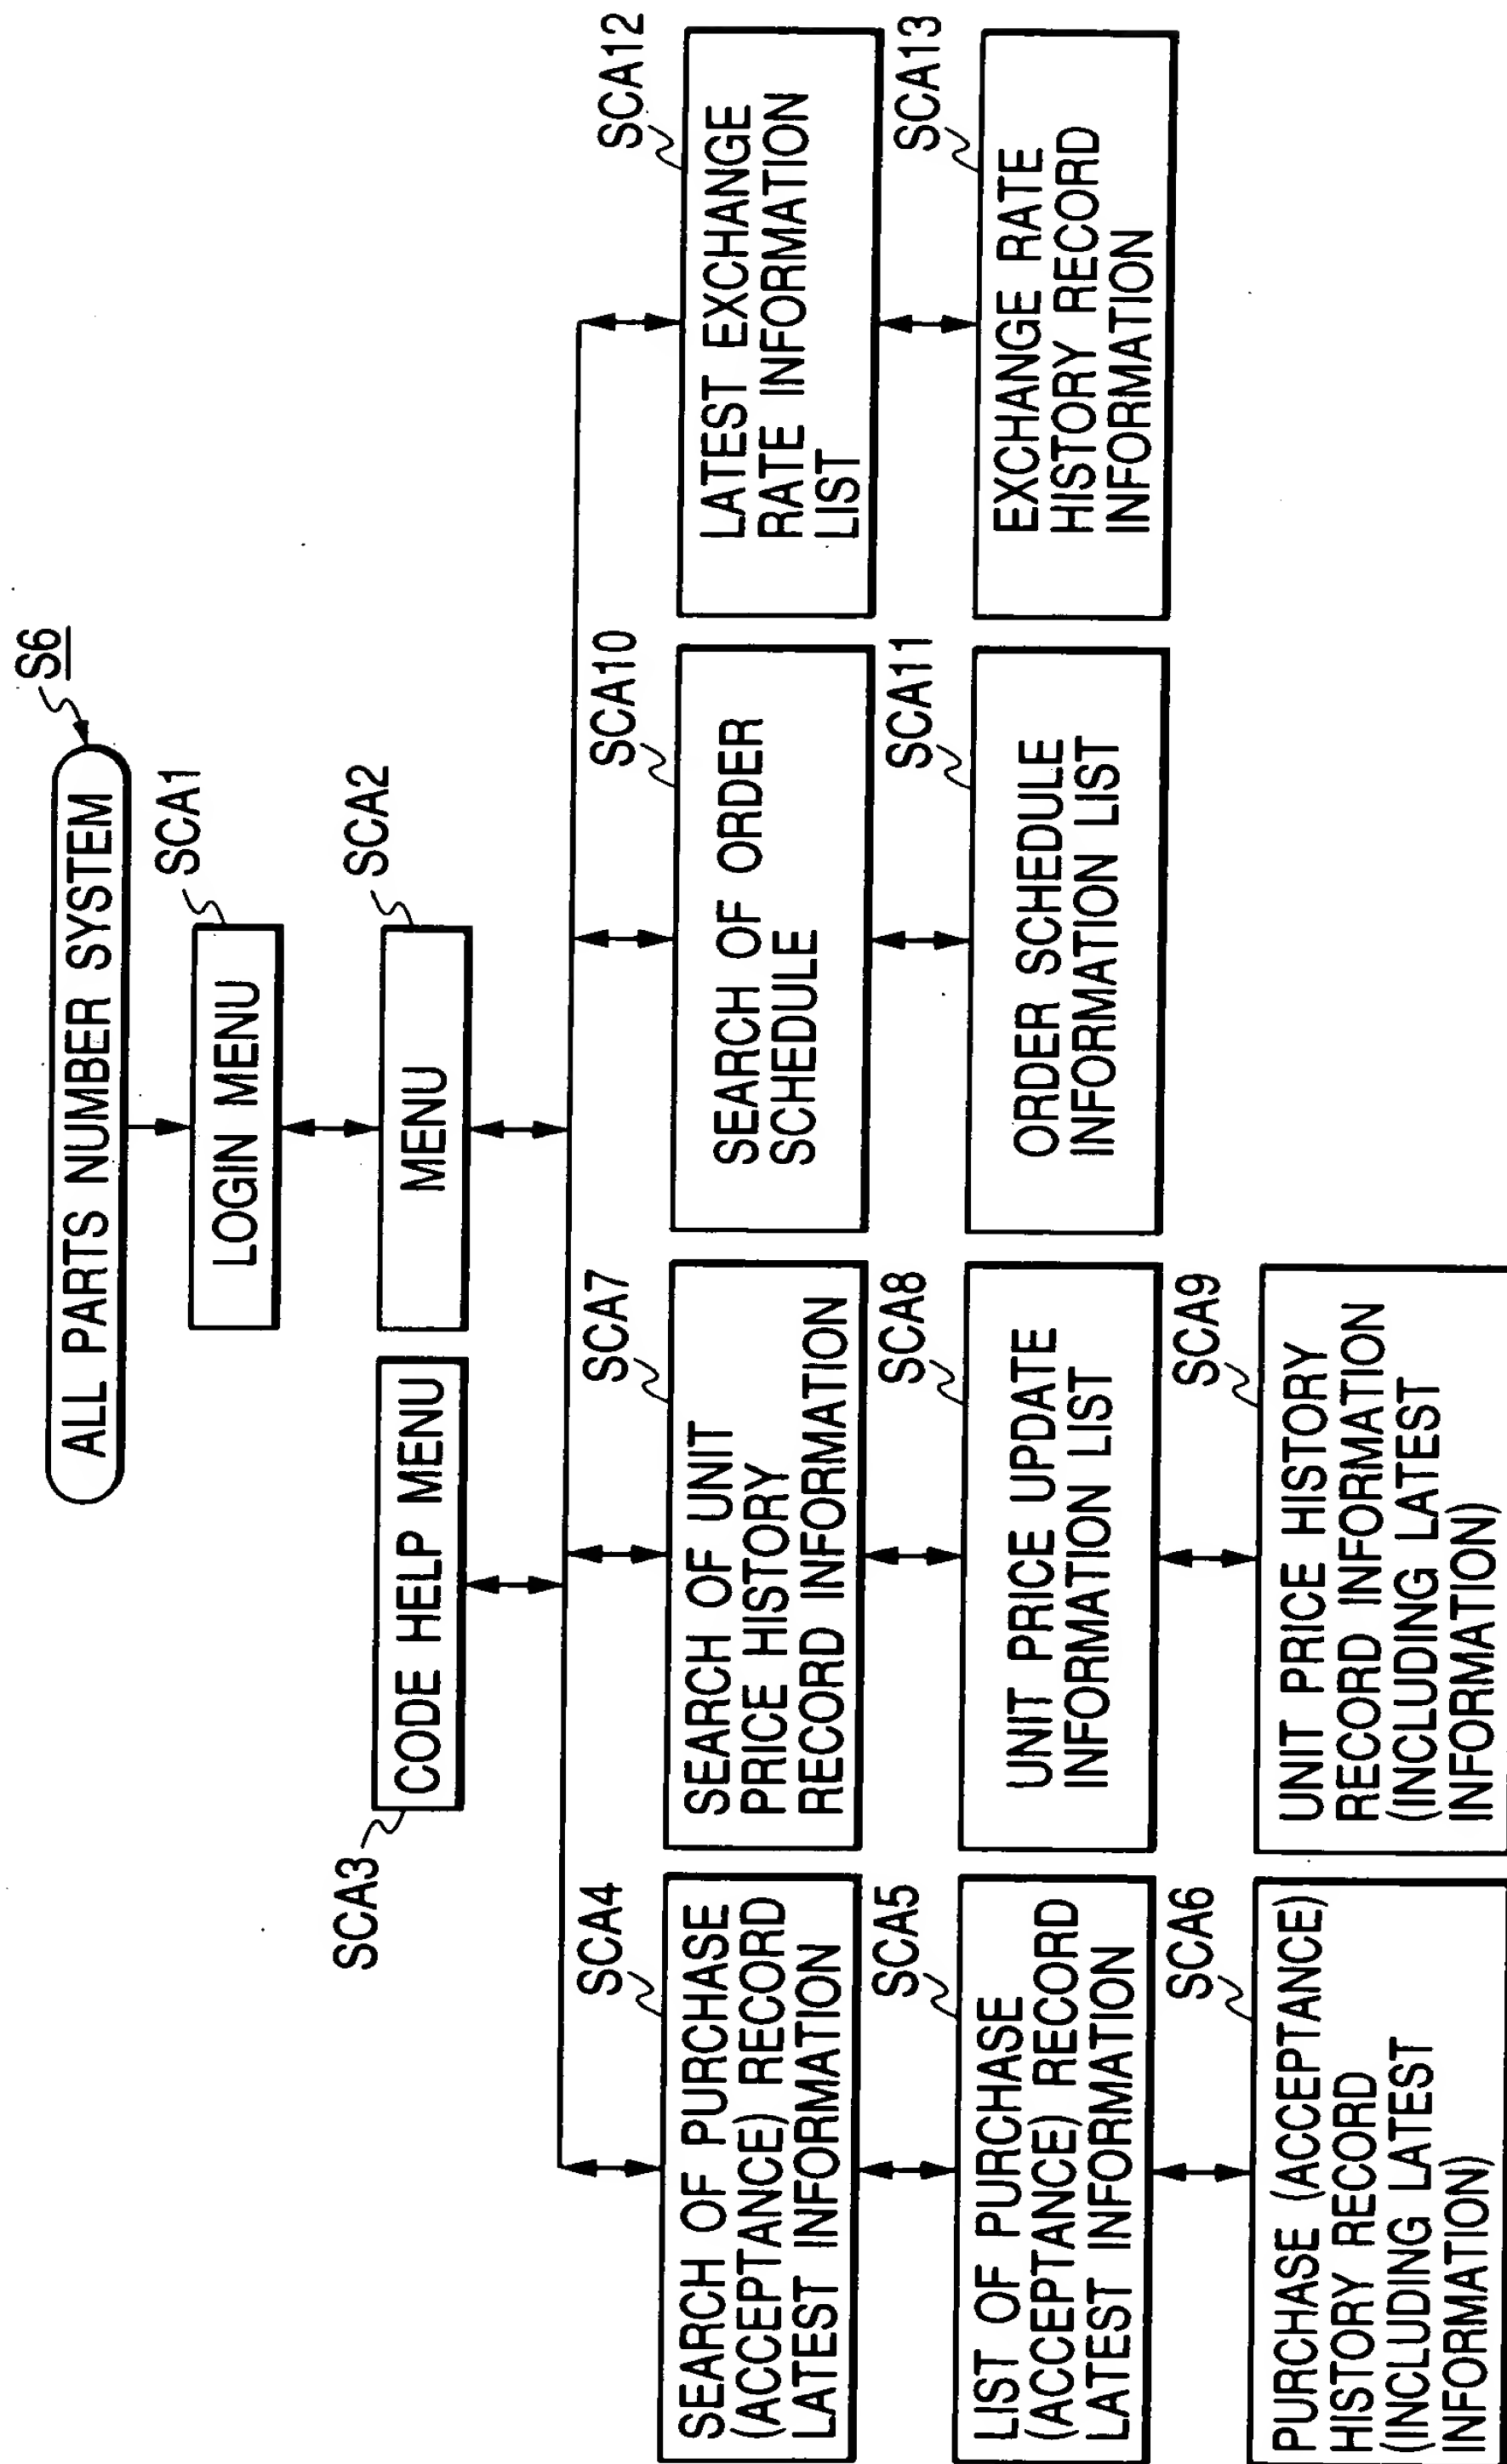 S6
ALL PARTS NUMBER SYSTEM
SCA1
LOGIN MENU
SCA2
MENU
SCA3
CODE HELP MENU
SCA4
SEARCH OF PURCHASE
(ACCEPTANCE) RECORD
LATEST INFORMATION
SCA5
LIST OF PURCHASE
(ACCEPTANCE) RECORD
LATEST INFORMATION
SCA6
PURCHASE (ACCEPTANCE)
HISTORY RECORD
(INCLUDING LATEST
INFORMATION)
SCA7
SEARCH OF UNIT
PRICE HISTORY
RECORD INFORMATION
SCA8
UNIT PRICE UPDATE
INFORMATION LIST
SCA9
UNIT PRICE HISTORY
RECORD INFORMATION
(INCLUDING LATEST
INFORMATION)
SCA10
SEARCH OF ORDER
SCHEDULE
SCA11
ORDER SCHEDULE
INFORMATION LIST
SCA12
LATEST EXCHANGE
RATE INFORMATION
LIST
SCA13
EXCHANGE RATE
HISTORY RECORD
INFORMATION